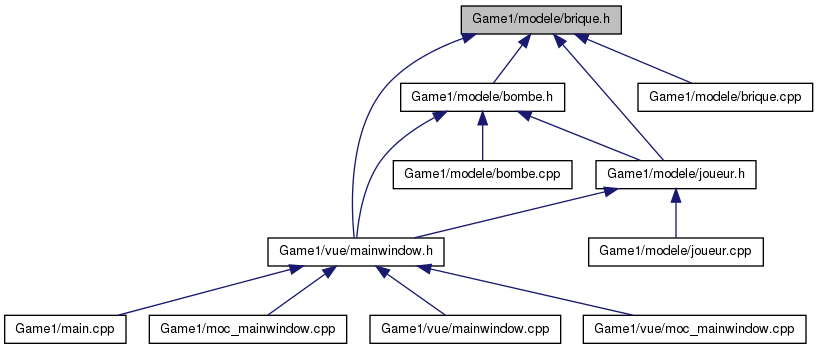 Game1/modele/brique.h
Game1/modele/bombe.h
Game1/modele/brique.cpp
Game1/modele/bombe.cpp
Game1/modele/joueur.h
Game1/vue/mainwindow.h
Game1/modele/joueur.cpp
Game1/main.cpp
Game1/moc_mainwindow.cpp
Game1/vue/mainwindow.cpp
Game1/vue/moc_mainwindow.cpp